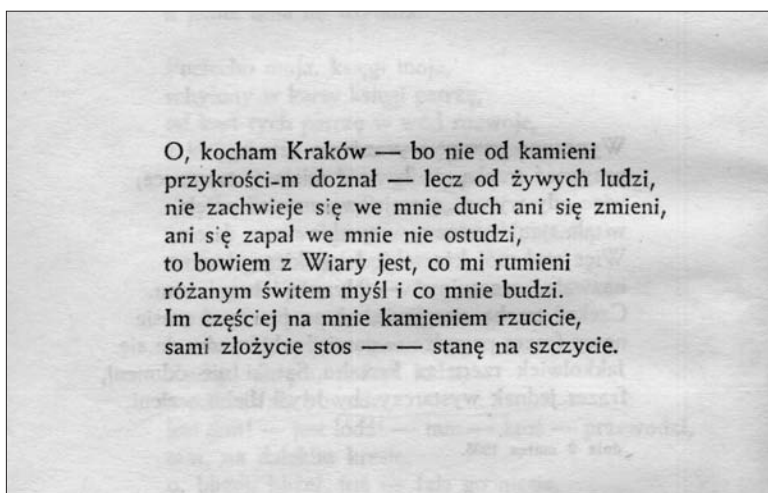 O, kocham Kraków — bo nie od kamieni
przykrości-m doznał — lecz od żywych ludzi,
nie zachwieje się we mnie duch ani się zmieni,
ani się zapał we mnie nie ostudzi,
to bowiem z Wiary jest, co mi rumieni
różanym świtem myśl i co mnie budzi.
Im częściej na mnie kamieniem rzucicie,
sami złożycie stos — — stanę na szczycie.